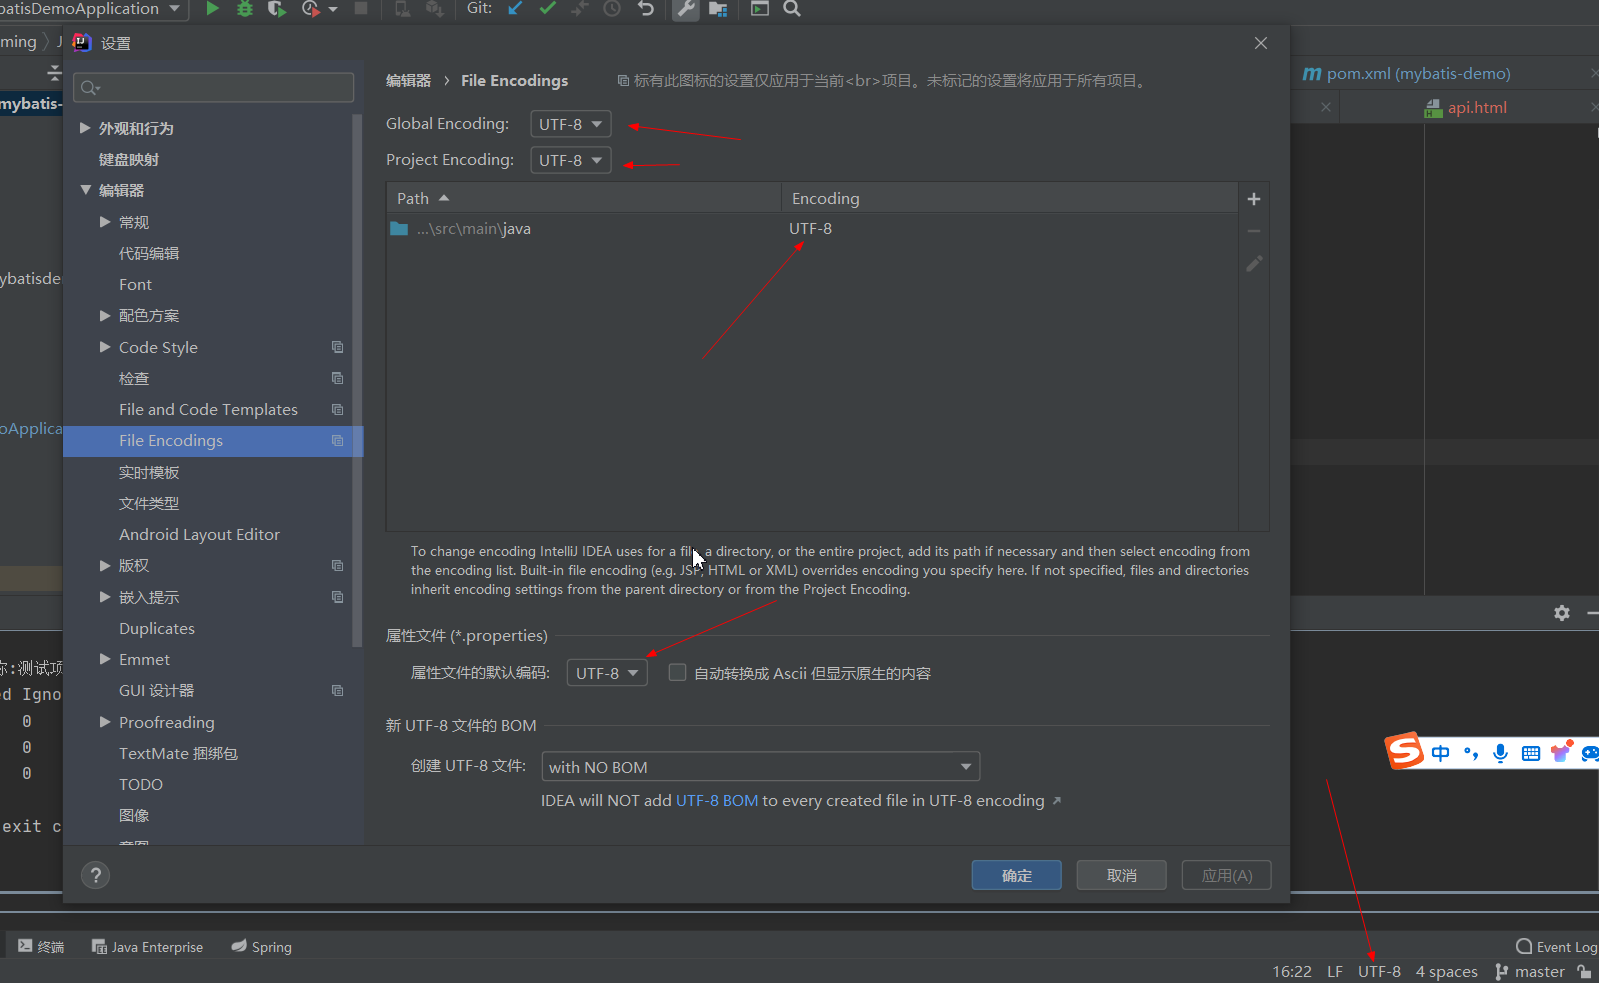 batisDemoApplication
Git:
ming
设置
pom.xml (mybatis-demo)
编辑器 › File Encodings
标有此图标的设置仅应用于当前<br>项目。未标记的设置将应用于所有项目。
mybatis-
api.html
Global Encoding: UTF-8
外观和行为
键盘映射
Project Encoding: UTF-8
编辑器
Path
Encoding
常规
...\src\main\java
UTF-8
代码编辑
ybatisde
Font
配色方案
Code Style
检查
File and Code Templates
oApplica
File Encodings
实时模板
文件类型
Android Layout Editor
To change encoding IntelliJ IDEA uses for a file, a directory, or the entire project, add its path if necessary and then select encoding from
the encoding list. Built-in file encoding (e.g. JSP, HTML or XML) overrides encoding you specify here. If not specified, files and directories
inherit encoding settings from the parent directory or from the Project Encoding.
版权
嵌入提示
Duplicates
属性文件 (*.properties)
Emmet
:测试项
属性文件的默认编码: UTF-8
自动转换成 Ascii 但显示原生的内容
d Igno
GUI 设计器
0
Proofreading
新 UTF-8 文件的 BOM
0
TextMate 捆绑包
创建 UTF-8 文件: with NO BOM
中
0
TODO
IDEA will NOT add UTF-8 BOM to every created file in UTF-8 encoding
图像
exit c
?
确定
取消
应用(A)
终端
Java Enterprise
Spring
Event Log
16:22 LF UTF-8 4 spaces master